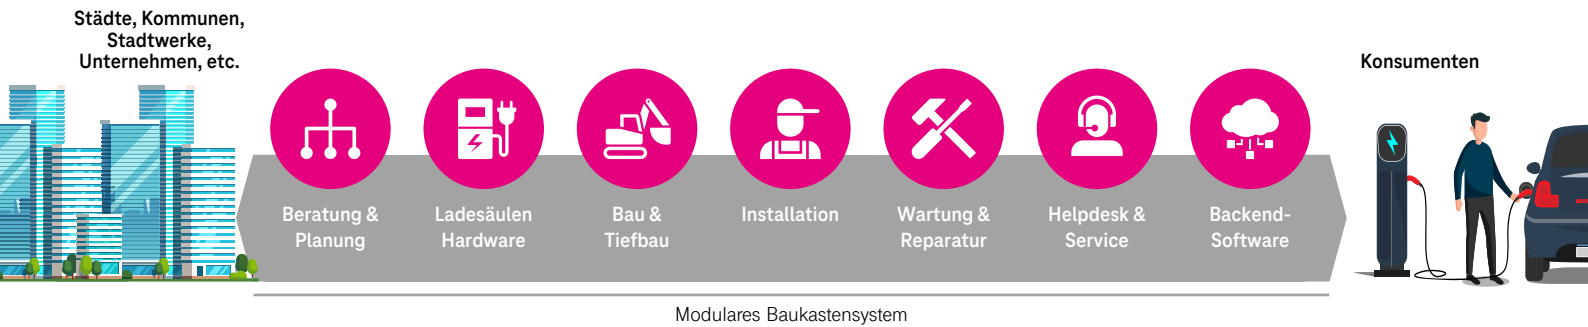 Städte, Kommunen,
Stadtwerke,
Unternehmen, etc.
Konsumenten
Beratung &
Planung
Ladesäulen
Hardware
Bau &
Tiefbau
Installation
Wartung &
Reparatur
Helpdesk &
Service
Backend-
Software
Modulares Baukastensystem